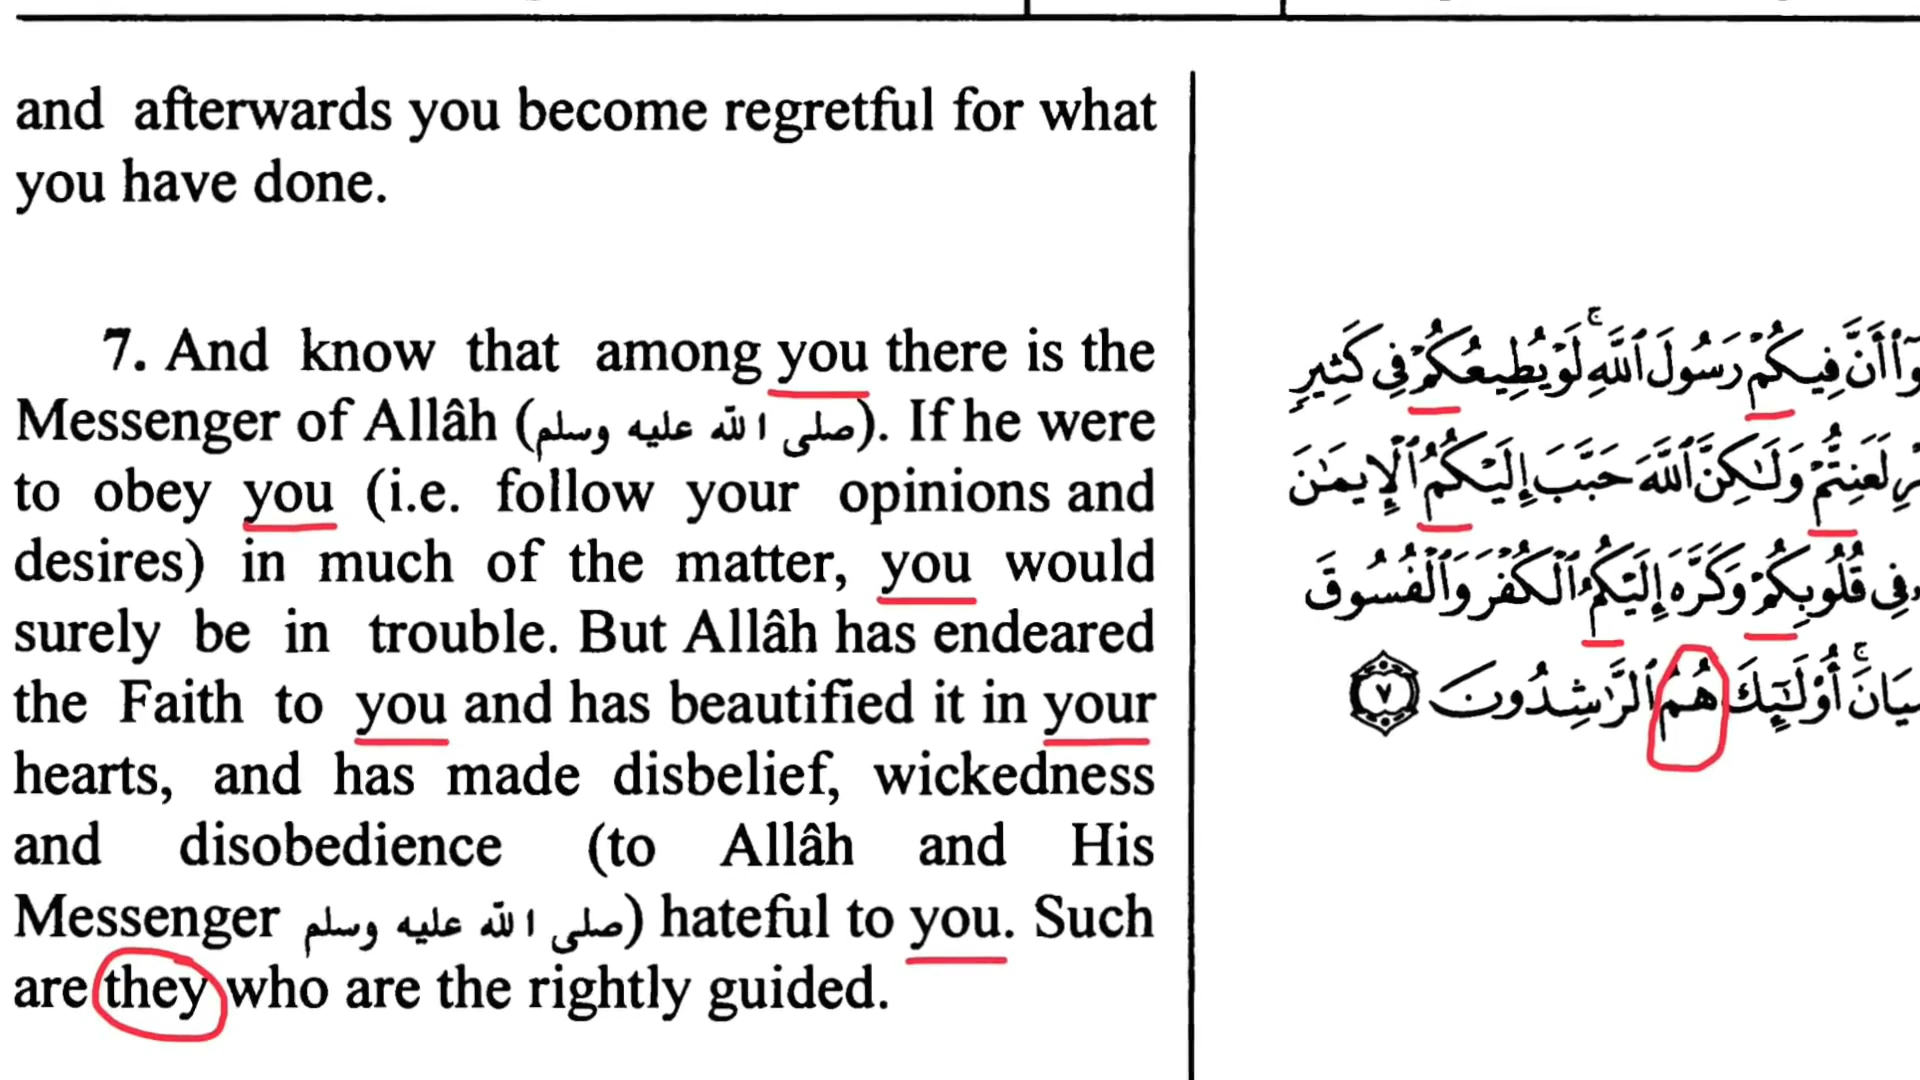 and afterwards you become regretful for what
you have done.
7. And know that among you there is the
Messenger of Allâh (صلى الله عليه وسلم). If he were
to obey you (i.e. follow your opinions and
desires) in much of the matter, you would
surely be in trouble. But Allâh has endeared
the Faith to you and has beautified it in your
hearts, and has made disbelief, wickedness
and disobedience (to Allâh and His
Messenger صلى الله عليه وسلم) hateful to you. Such
are they who are the rightly guided.
أَنَّ فِيكُمْ رَسُولَ ٱللَّهِ ۚ لَوْ يُطِيعُكُمْ فِى كَثِيرٍ
لَعَنِتُّمْ وَلَـٰكِنَّ ٱللَّهَ حَبَّبَ إِلَيْكُمُ ٱلْإِيمَـٰنَ
فِى قُلُوبِكُمْ وَكَرَّهَ إِلَيْكُمُ ٱلْكُفْرَ وَٱلْفُسُوقَ
أُو۟لَـٰٓئِكَ هُمُ ٱلرَّٰشِدُونَ ٧